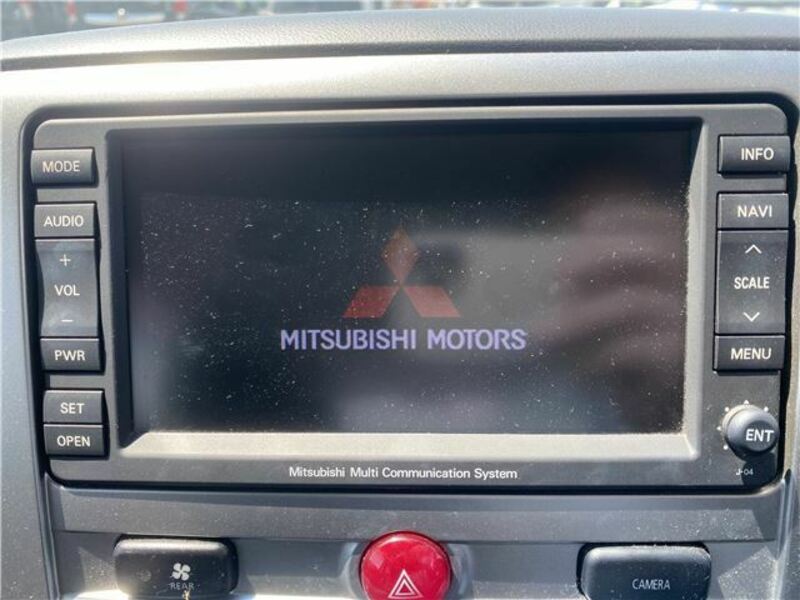 MODE
AUDIO
+
VOL
−
PWR
SET
OPEN
MITSUBISHI MOTORS
Mitsubishi Multi Communication System
INFO
NAVI
SCALE
MENU
ENT
J-04
REAR
CAMERA